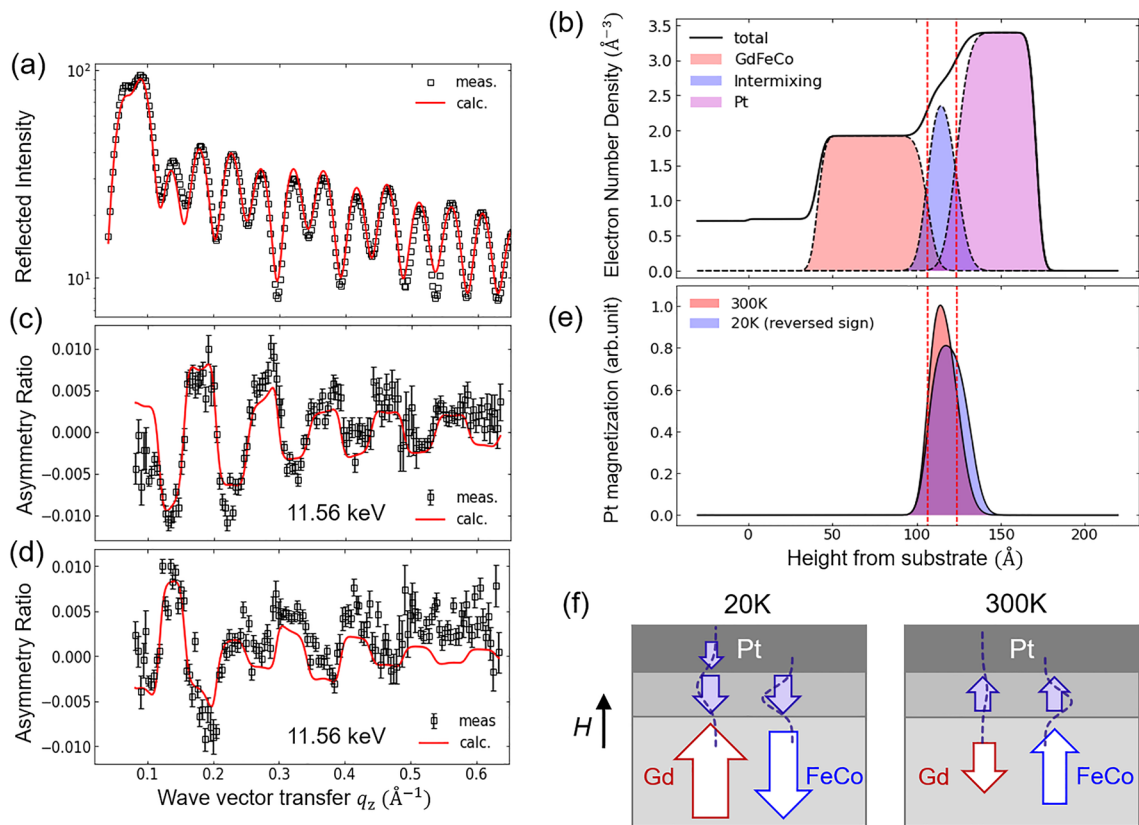 (a)
Reflected Intensity
10²
10¹
meas.
calc.
(c)
Asymmetry Ratio
0.010
0.005
0.000
−0.005
−0.010
11.56 keV
meas.
calc.
(d)
Asymmetry Ratio
0.010
0.005
0.000
−0.005
−0.010
11.56 keV
meas
calc.
0.1 0.2 0.3 0.4 0.5 0.6
Wave vector transfer q_z (Å⁻¹)
(b)
Electron Number Density (Å⁻³)
3.5
3.0
2.5
2.0
1.5
1.0
0.5
0.0
total
GdFeCo
Intermixing
Pt
(e)
Pt magnetization (arb.unit)
1.0
0.8
0.6
0.4
0.2
0.0
300K
20K (reversed sign)
0 50 100 150 200
Height from substrate (Å)
(f)
20K 300K
Pt Pt
H
Gd FeCo Gd FeCo